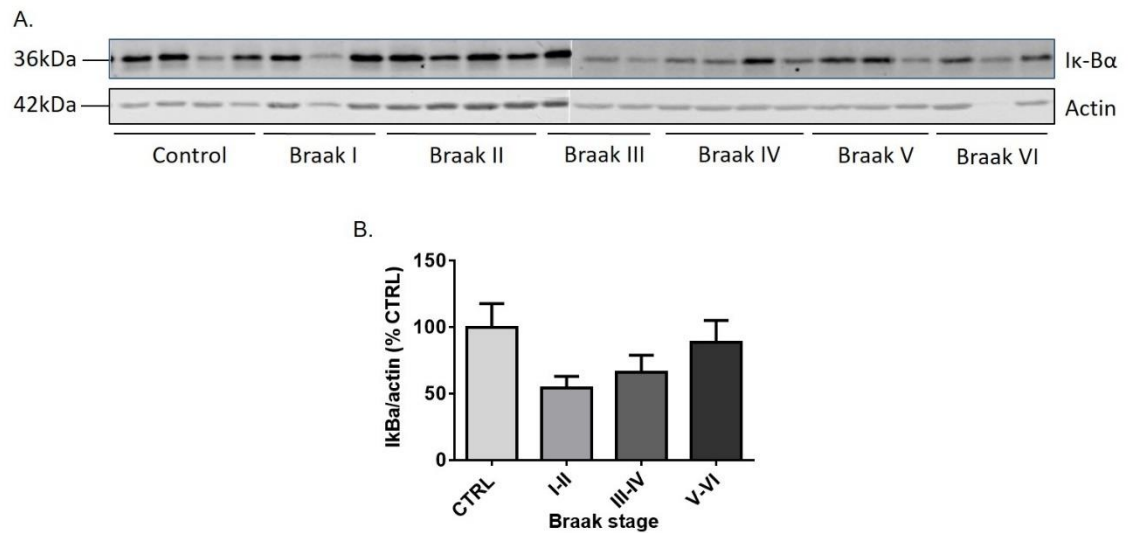 A.
36kDa
Iκ-Bα
42kDa
Actin
Control Braak I Braak II Braak III Braak IV Braak V Braak VI
B.
IkBa/actin (% CTRL)
150
100
50
0
CTRL I-II III-IV V-VI
Braak stage